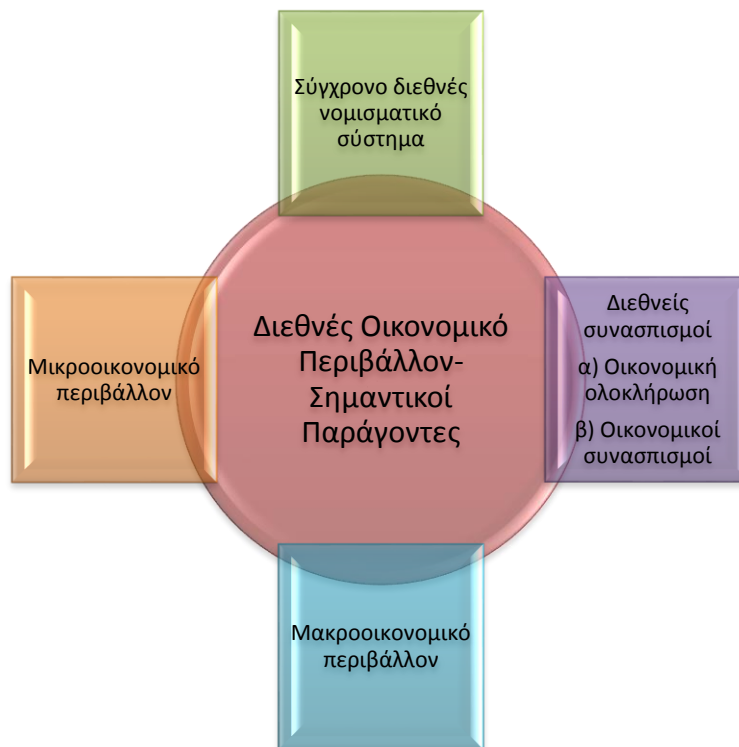 Σύγχρονο διεθνές
νομισματικό
σύστημα
Μικροοικονομικό
περιβάλλον
Διεθνές Οικονομικό
Περιβάλλον-
Σημαντικοί
Παράγοντες
Διεθνείς
συνασπισμοί
α) Οικονομική
ολοκλήρωση
β) Οικονομικοί
συνασπισμοί
Μακροοικονομικό
περιβάλλον